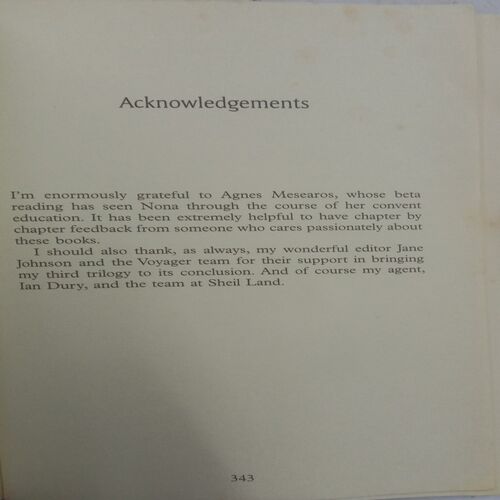 Acknowledgements
I'm enormously grateful to Agnes Mesearos, whose beta
reading has seen Nona through the course of her convent
education. It has been extremely helpful to have chapter by
chapter feedback from someone who cares passionately about
these books.
I should also thank, as always, my wonderful editor Jane
Johnson and the Voyager team for their support in bringing
my third trilogy to its conclusion. And of course my agent,
Ian Dury, and the team at Sheil Land.
343